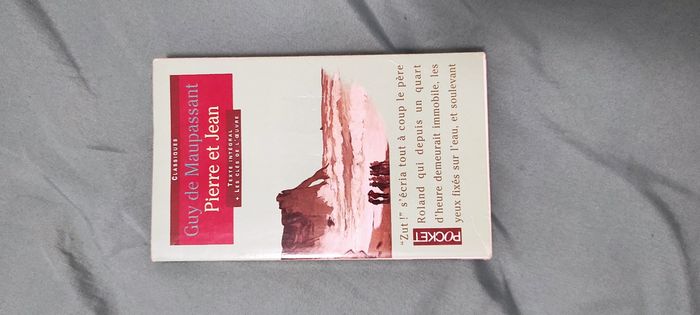 CLASSIQUES
Guy de Maupassant
Pierre et Jean
TEXTE INTÉGRAL
+ LES CLÉS DE L'ŒUVRE
"Zut !" s'écria tout à coup le père
Roland qui depuis un quart
d'heure demeurait immobile, les
yeux fixés sur l'eau, et soulevant
POCKET